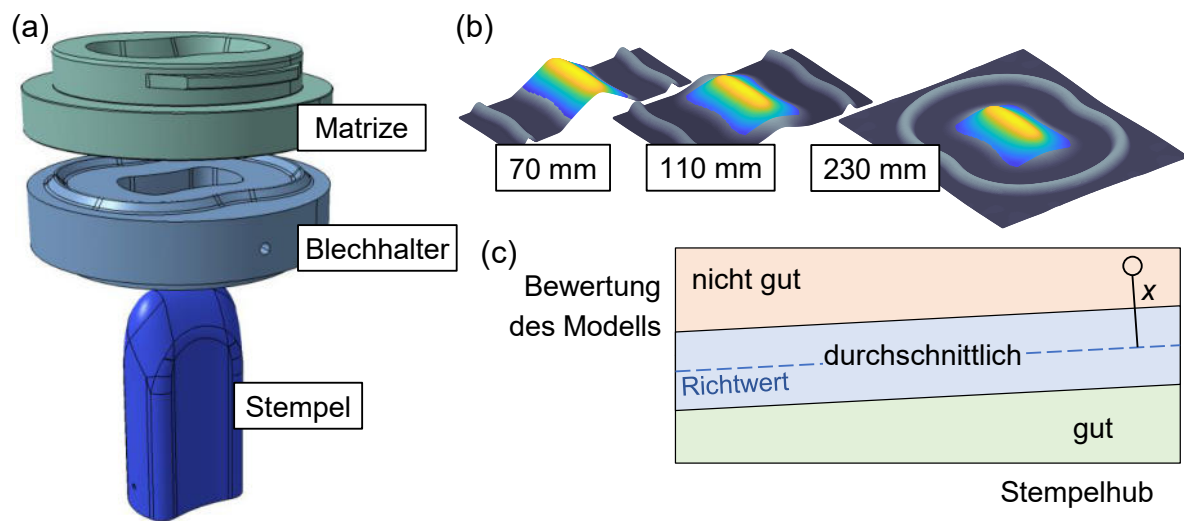 (a)
Matrize
Blechhalter
Stempel
(b)
70 mm
110 mm
230 mm
(c)
Bewertung
des Modells
nicht gut
x
durchschnittlich
Richtwert
gut
Stempelhub